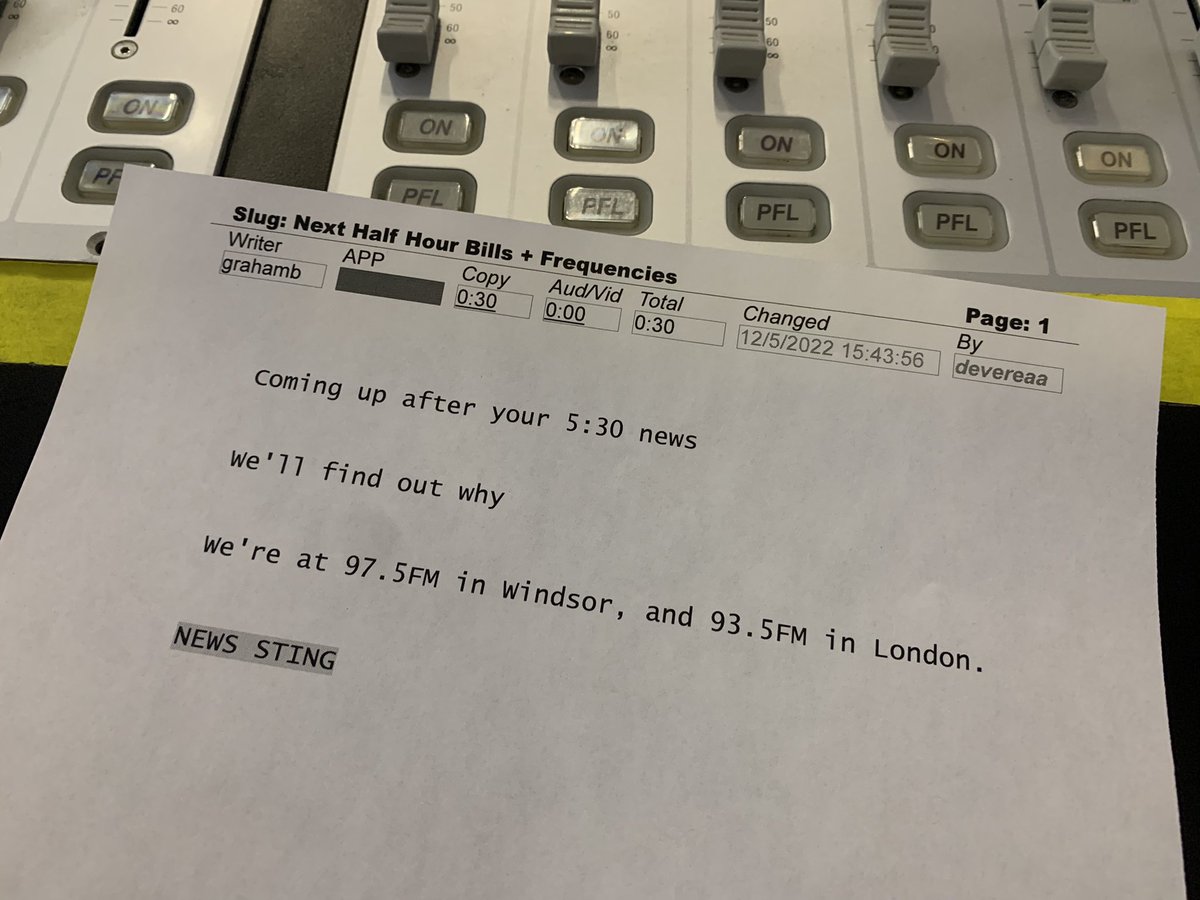 60
∞
50
60
∞
50
60
∞
50
60
∞
ON
ON
ON
ON
ON
ON
PFL
PFL
PFL
PFL
PFL
Slug: Next Half Hour Bills + Frequencies
Page: 1
Writer APP Copy Aud/Vid Total Changed By
grahamb 0:30 0:00 0:30 12/5/2022 15:43:56 devereaa
Coming up after your 5:30 news
We'll find out why
We're at 97.5FM in Windsor, and 93.5FM in London.
NEWS STING